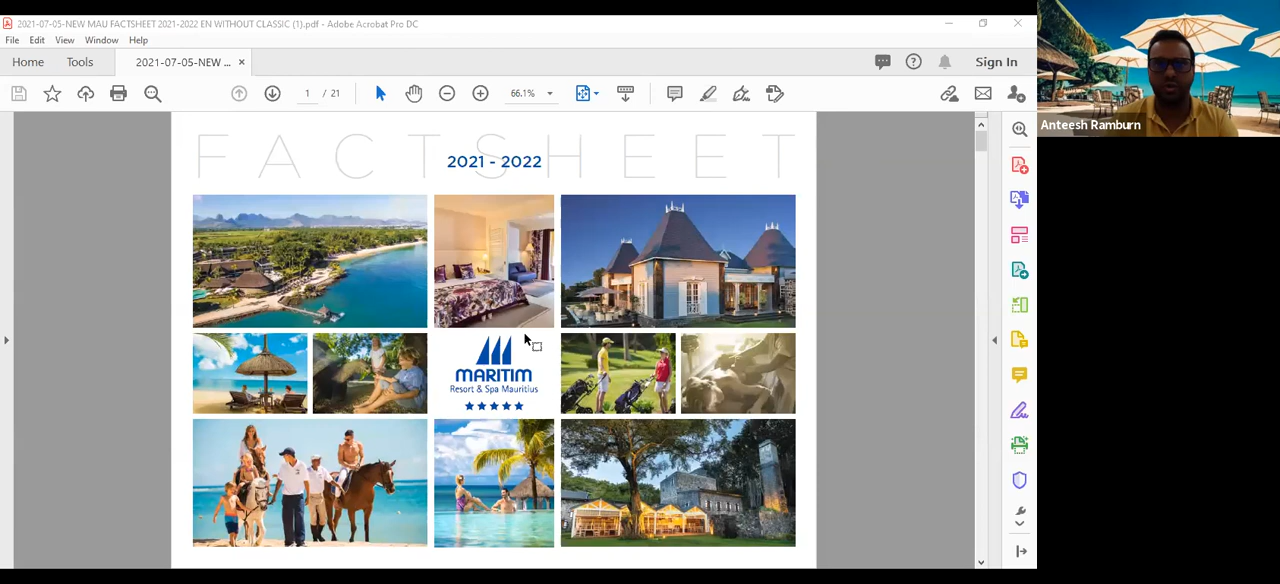 2021-07-05-NEW MAU FACTSHEET 2021-2022 EN WITHOUT CLASSIC (1).pdf - Adobe Acrobat Pro DC
File Edit View Window Help
Home Tools 2021-07-05-NEW ... × Sign In
1 / 21 66.1%
Anteesh Ramburn
FACTSHEET
2021 - 2022
MARITIM
Resort & Spa Mauritius